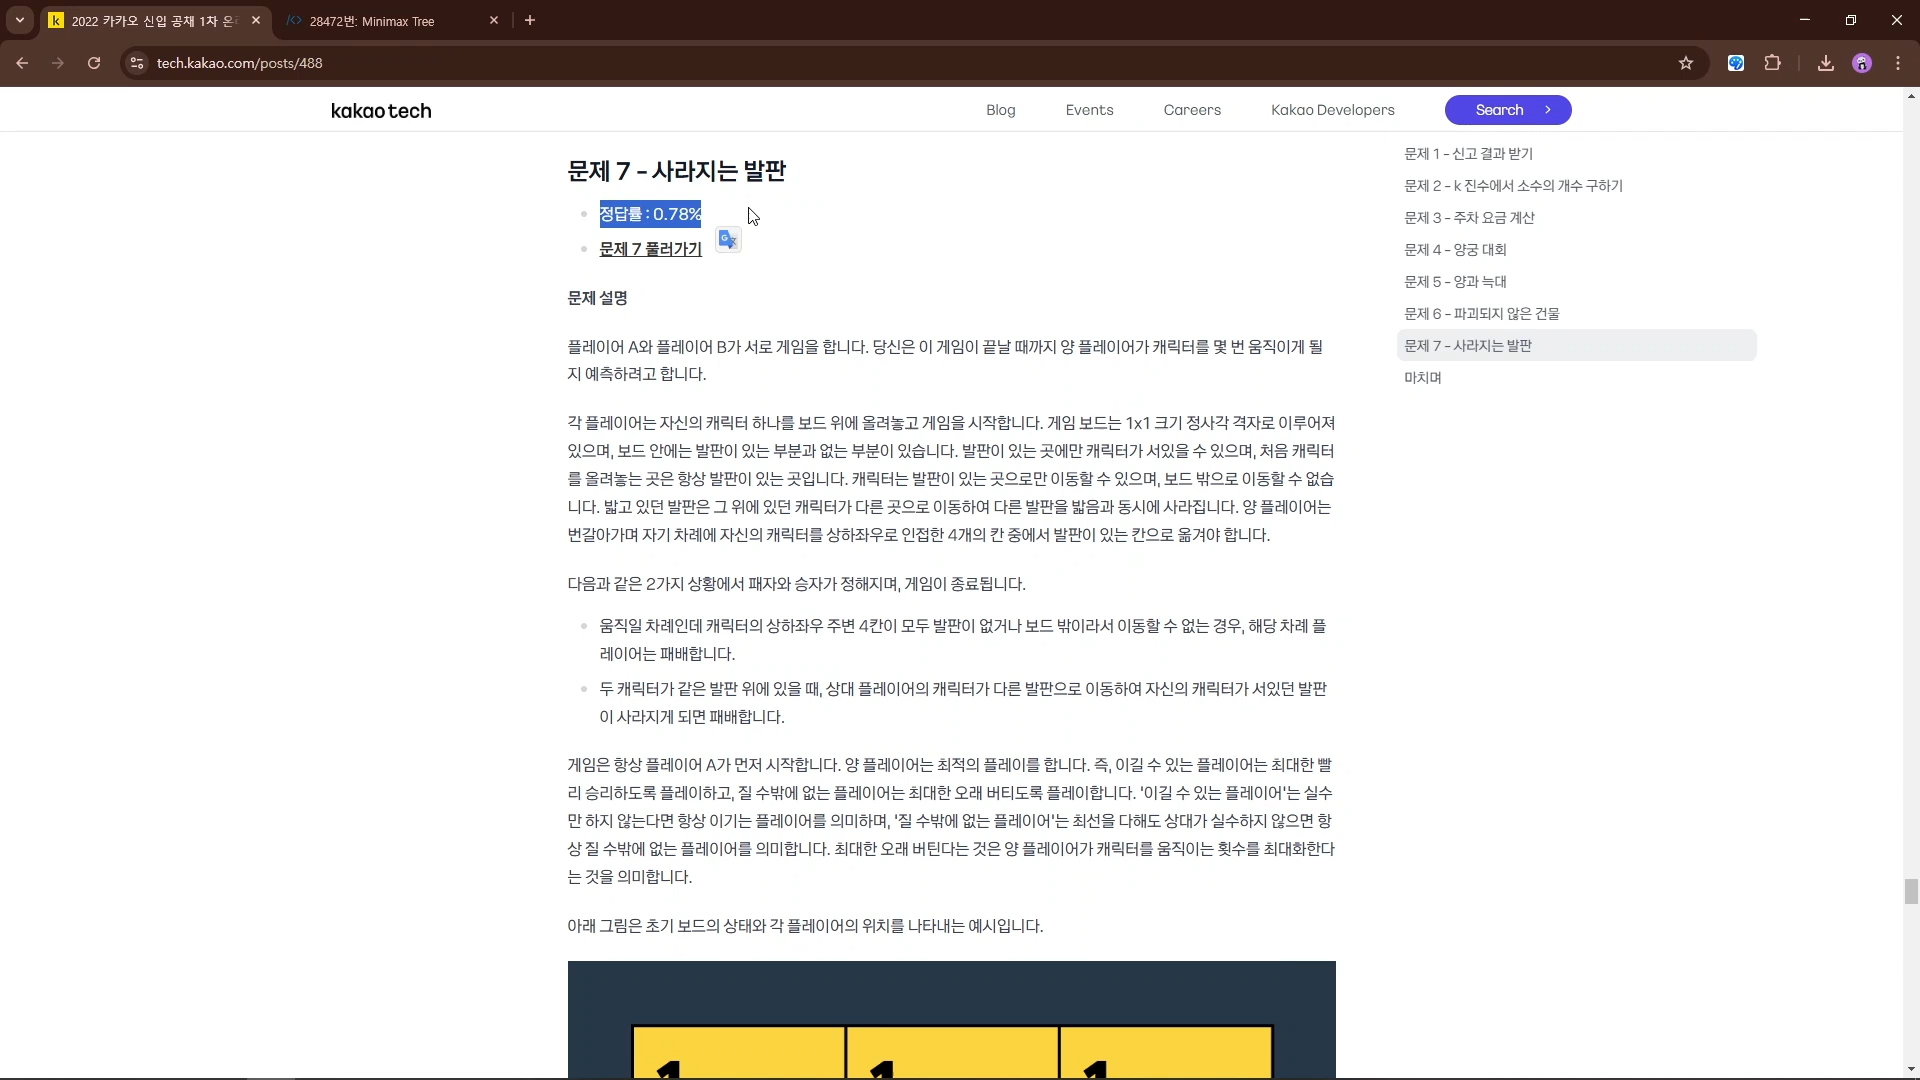 2022 카카오 신입 공채 1차 온
28472번: Minimax Tree
tech.kakao.com/posts/488
kakao tech
Blog
Events
Careers
Kakao Developers
Search
문제 7 – 사라지는 발판
정답률 : 0.78%
문제 7 풀러가기
문제 설명
플레이어 A와 플레이어 B가 서로 게임을 합니다. 당신은 이 게임이 끝날 때까지 양 플레이어가 캐릭터를 몇 번 움직이게 될
지 예측하려고 합니다.
각 플레이어는 자신의 캐릭터 하나를 보드 위에 올려놓고 게임을 시작합니다. 게임 보드는 1x1 크기 정사각 격자로 이루어져
있으며, 보드 안에는 발판이 있는 부분과 없는 부분이 있습니다. 발판이 있는 곳에만 캐릭터가 서있을 수 있으며, 처음 캐릭터
를 올려놓는 곳은 항상 발판이 있는 곳입니다. 캐릭터는 발판이 있는 곳으로만 이동할 수 있으며, 보드 밖으로 이동할 수 없습
니다. 밟고 있던 발판은 그 위에 있던 캐릭터가 다른 곳으로 이동하여 다른 발판을 밟음과 동시에 사라집니다. 양 플레이어는
번갈아가며 자기 차례에 자신의 캐릭터를 상하좌우로 인접한 4개의 칸 중에서 발판이 있는 칸으로 옮겨야 합니다.
다음과 같은 2가지 상황에서 패자와 승자가 정해지며, 게임이 종료됩니다.
움직일 차례인데 캐릭터의 상하좌우 주변 4칸이 모두 발판이 없거나 보드 밖이라서 이동할 수 없는 경우, 해당 차례 플
레이어는 패배합니다.
두 캐릭터가 같은 발판 위에 있을 때, 상대 플레이어의 캐릭터가 다른 발판으로 이동하여 자신의 캐릭터가 서있던 발판
이 사라지게 되면 패배합니다.
게임은 항상 플레이어 A가 먼저 시작합니다. 양 플레이어는 최적의 플레이를 합니다. 즉, 이길 수 있는 플레이어는 최대한 빨
리 승리하도록 플레이하고, 질 수밖에 없는 플레이어는 최대한 오래 버티도록 플레이합니다. '이길 수 있는 플레이어'는 실수
만 하지 않는다면 항상 이기는 플레이어를 의미하며, '질 수밖에 없는 플레이어'는 최선을 다해도 상대가 실수하지 않으면 항
상 질 수밖에 없는 플레이어를 의미합니다. 최대한 오래 버틴다는 것은 양 플레이어가 캐릭터를 움직이는 횟수를 최대화한다
는 것을 의미합니다.
아래 그림은 초기 보드의 상태와 각 플레이어의 위치를 나타내는 예시입니다.
1 1 1
문제 1 – 신고 결과 받기
문제 2 – k 진수에서 소수의 개수 구하기
문제 3 – 주차 요금 계산
문제 4 – 양궁 대회
문제 5 – 양과 늑대
문제 6 – 파괴되지 않은 건물
문제 7 – 사라지는 발판
마치며